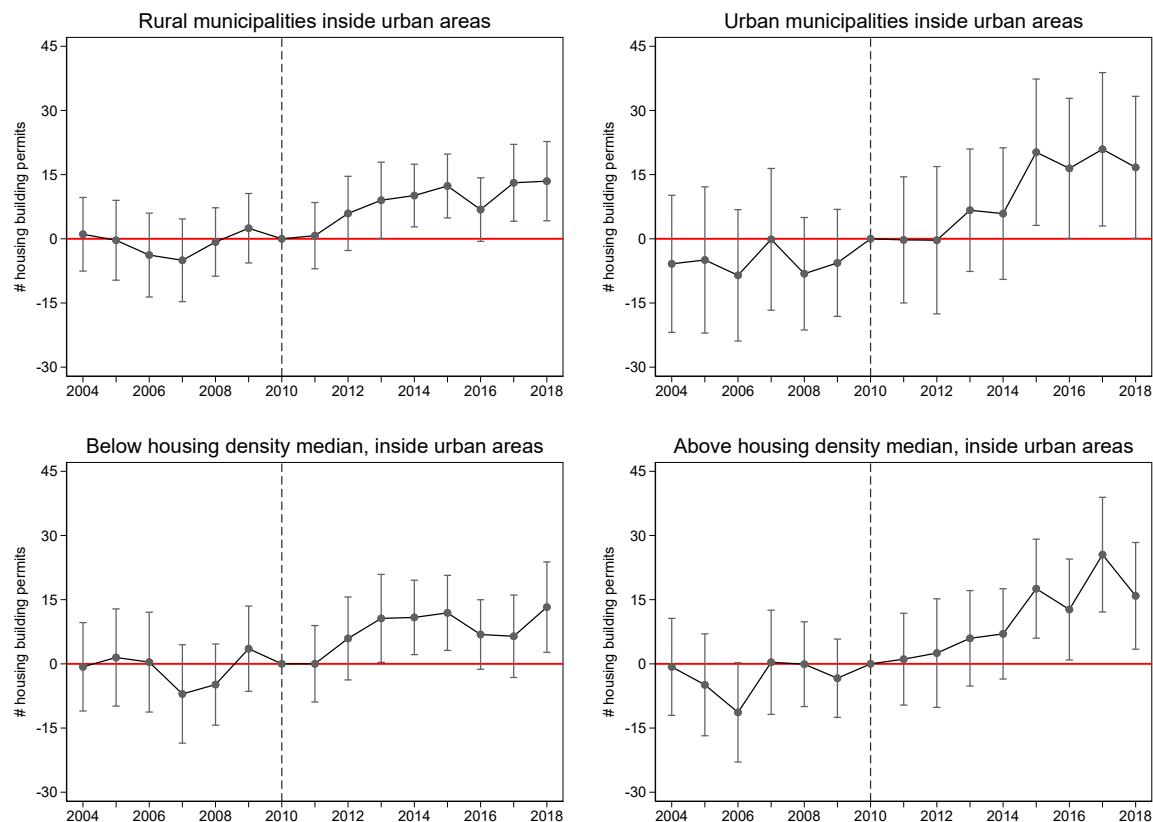 Rural municipalities inside urban areas
# housing building permits
45
30
15
0
-15
-30
2004 2006 2008 2010 2012 2014 2016 2018
Urban municipalities inside urban areas
# housing building permits
45
30
15
0
-15
-30
2004 2006 2008 2010 2012 2014 2016 2018
Below housing density median, inside urban areas
# housing building permits
45
30
15
0
-15
-30
2004 2006 2008 2010 2012 2014 2016 2018
Above housing density median, inside urban areas
# housing building permits
45
30
15
0
-15
-30
2004 2006 2008 2010 2012 2014 2016 2018